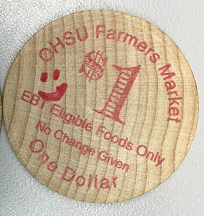 OHSU Farmers Market
$1
EBT Eligible Foods Only
No Change Given
One Dollar